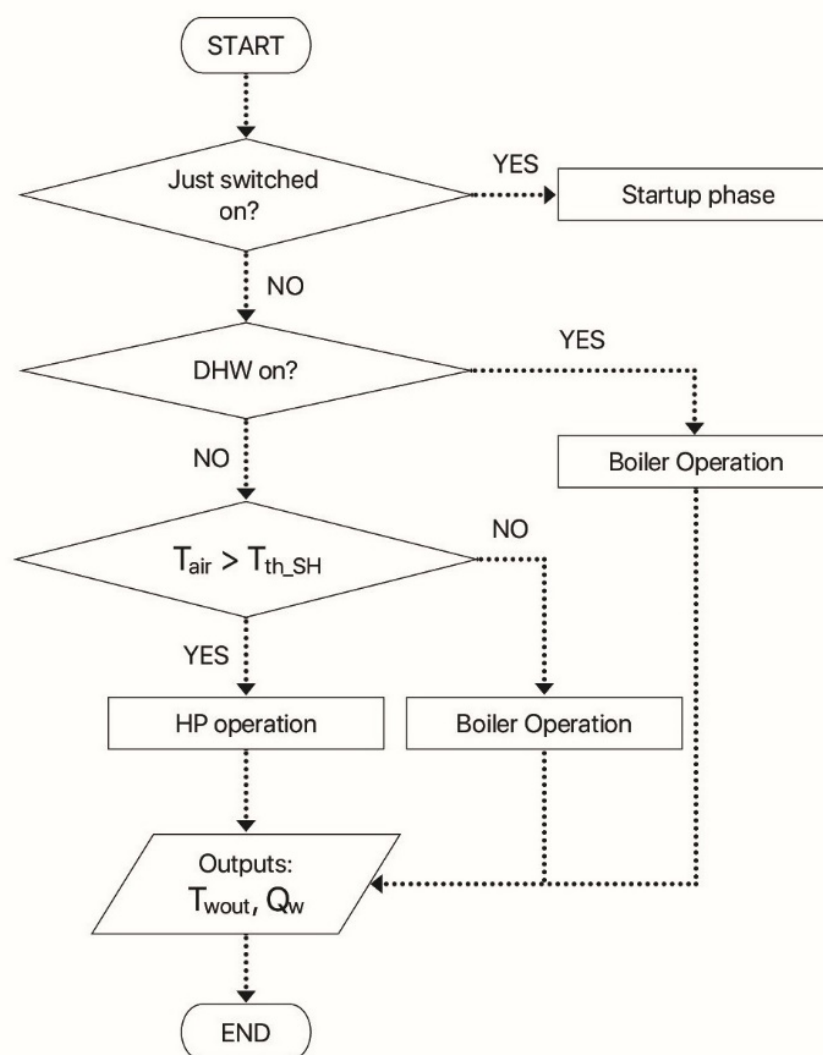 START
Just switched
on?
YES
Startup phase
NO
DHW on?
YES
Boiler Operation
NO
T_air > T_th_SH
NO
YES
HP operation
Boiler Operation
Outputs:
T_wout, Q_w
END